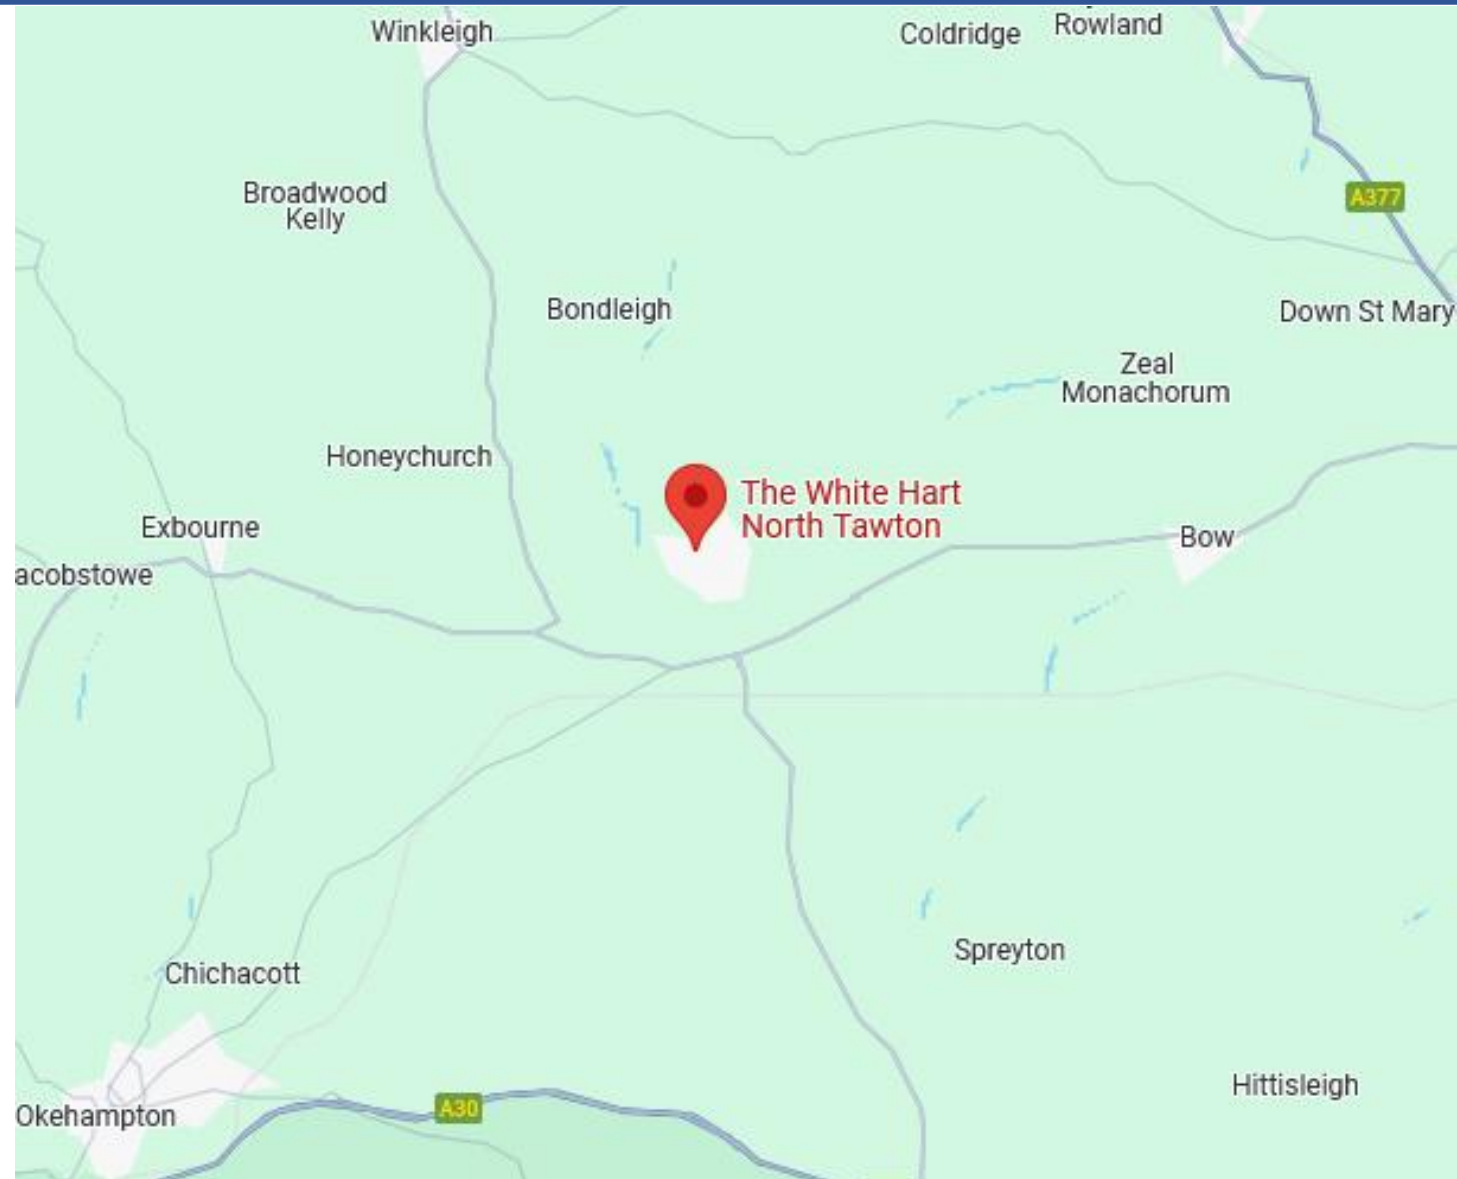 Winkleigh
Coldridge
Rowland
Broadwood
Kelly
A377
Bondleigh
Down St Mary
Zeal
Monachorum
Honeychurch
The White Hart
North Tawton
Exbourne
Bow
acobstowe
Spreyton
Chichacott
Hittisleigh
A30
Okehampton